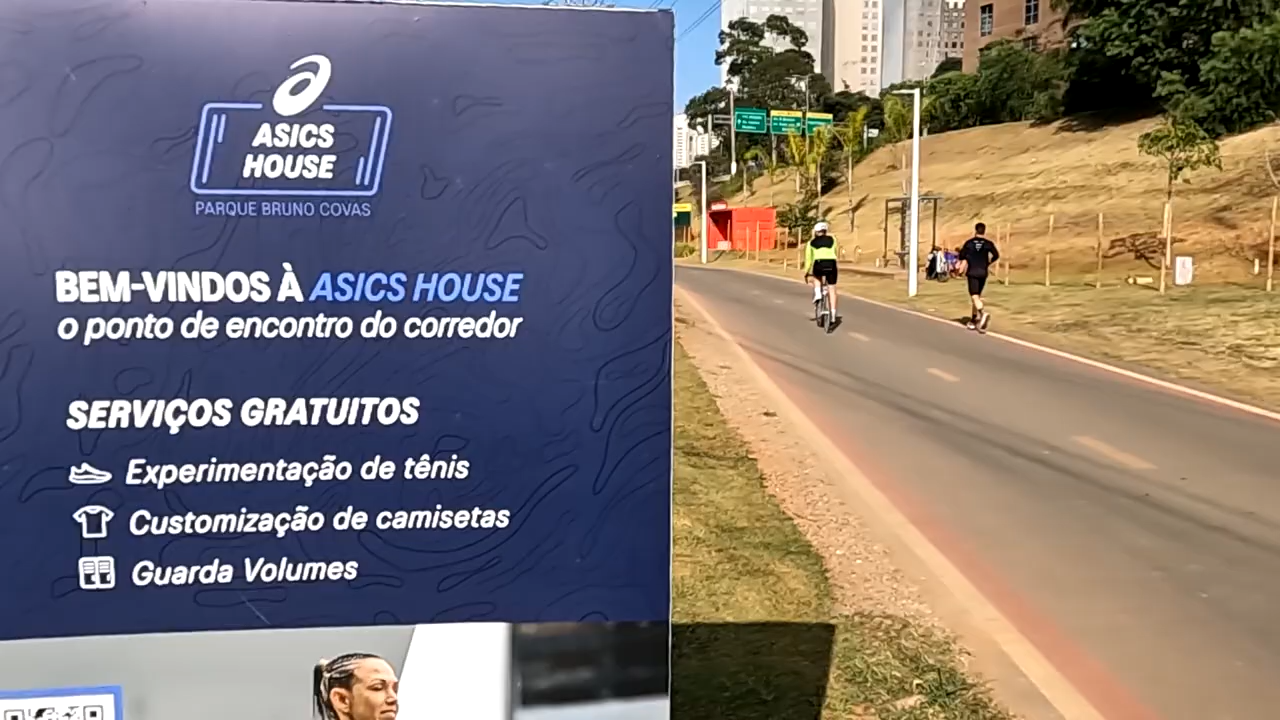 ASICS
HOUSE
PARQUE BRUNO COVAS
BEM-VINDOS À ASICS HOUSE
o ponto de encontro do corredor
SERVIÇOS GRATUITOS
Experimentação de tênis
Customização de camisetas
Guarda Volumes